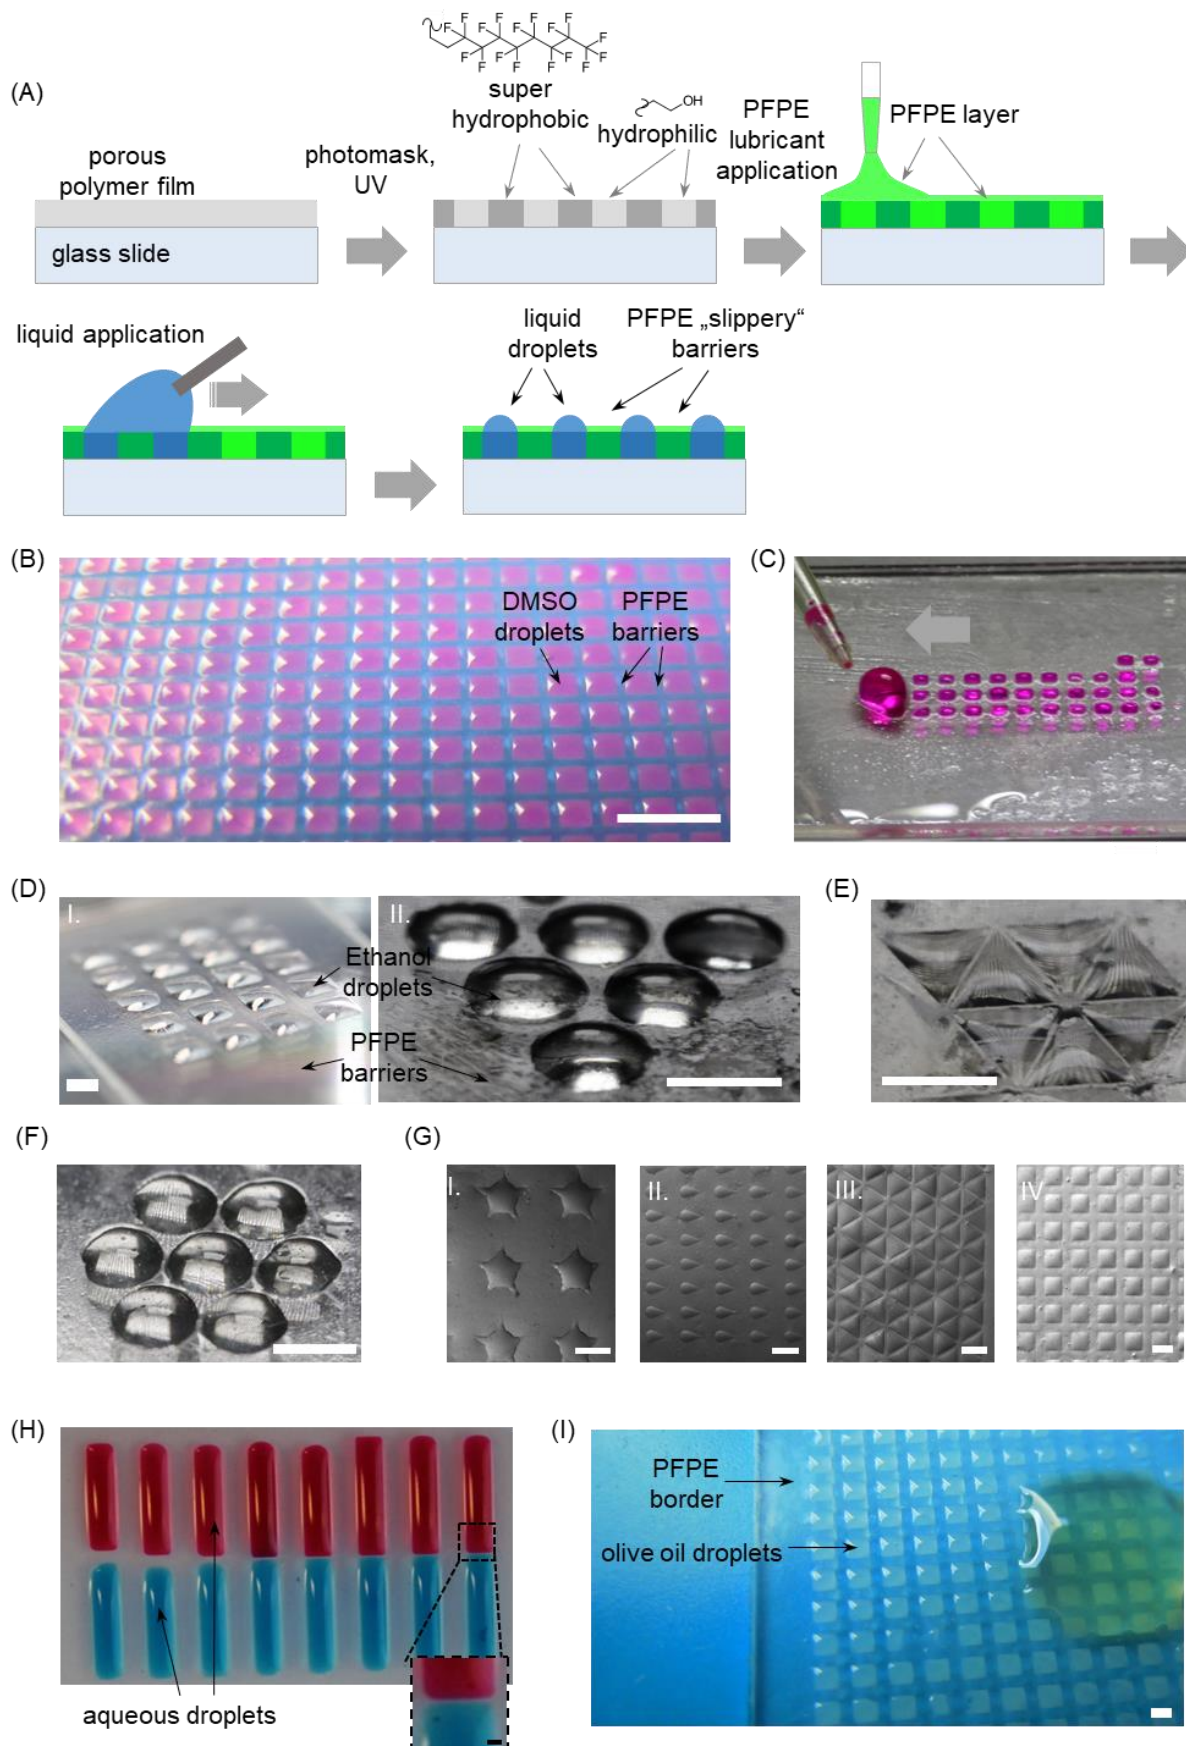 (A)
F F F F F F F F
F F F F F F F F F
super
hydrophobic
OH
hydrophilic
PFPE
lubricant
application
PFPE layer
porous
polymer film
photomask,
UV
glass slide
liquid application
liquid
droplets
PFPE „slippery“
barriers
(B)
DMSO
droplets
PFPE
barriers
(C)
(D)
I.
II.
Ethanol
droplets
PFPE
barriers
(E)
(F)
(G)
I.
II.
III.
IV
(H)
aqueous droplets
(I)
PFPE
border
olive oil droplets